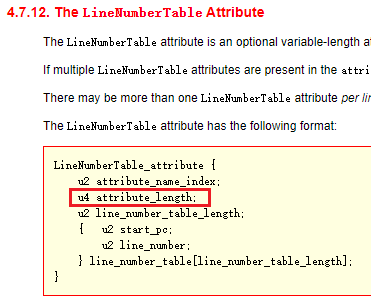 4.7.12. The LineNumberTable Attribute
The LineNumberTable attribute is an optional variable-length
If multiple LineNumberTable attributes are present in the
There may be more than one LineNumberTable attribute per
The LineNumberTable attribute has the following format:
LineNumberTable_attribute {
u2 attribute_name_index;
u4 attribute_length;
u2 line_number_table_length;
{ u2 start_pc;
u2 line_number;
} line_number_table[line_number_table_length];
}